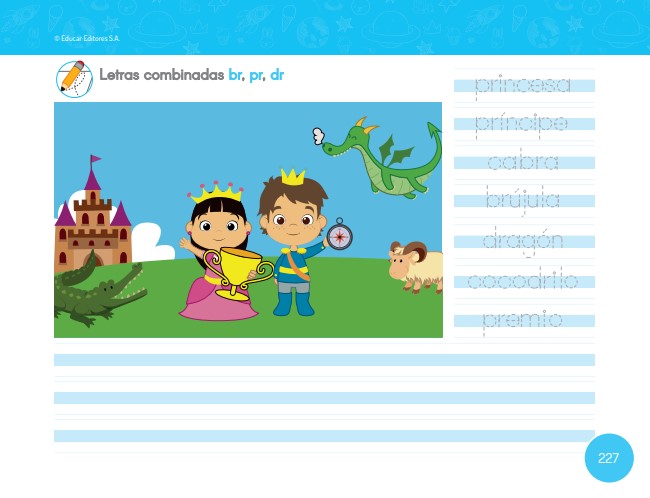 © Educar Editores S.A.
Letras combinadas br, pr, dr
princesa
príncipe
cabra
brújula
dragón
cocodrilo
premio
227